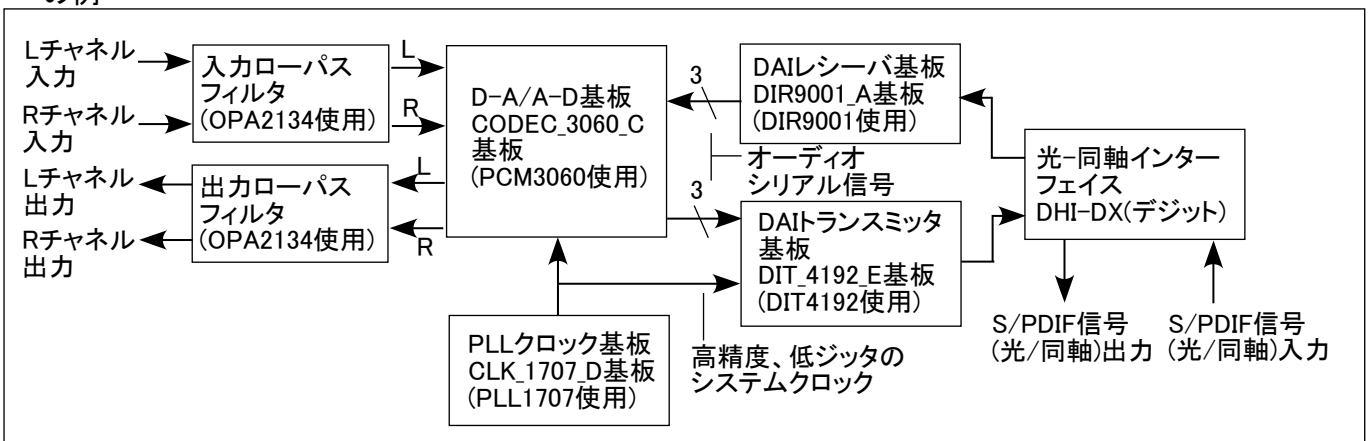 の例
Lチャネル
入力
Rチャネル
入力
入力ローパス
フィルタ
(OPA2134使用)
L
R
Lチャネル
出力
Rチャネル
出力
出力ローパス
フィルタ
(OPA2134使用)
L
R
D-A/A-D基板
CODEC_3060_C
基板
(PCM3060使用)
3
DAIレシーバ基板
DIR9001_A基板
(DIR9001使用)
オーディオ
シリアル信号
3
DAIトランスミッタ
基板
DIT_4192_E基板
(DIT4192使用)
光-同軸インター
フェイス
DHI-DX(デジット)
PLLクロック基板
CLK_1707_D基板
(PLL1707使用)
高精度、低ジッタの
システムクロック
S/PDIF信号
(光/同軸)出力
S/PDIF信号
(光/同軸)入力